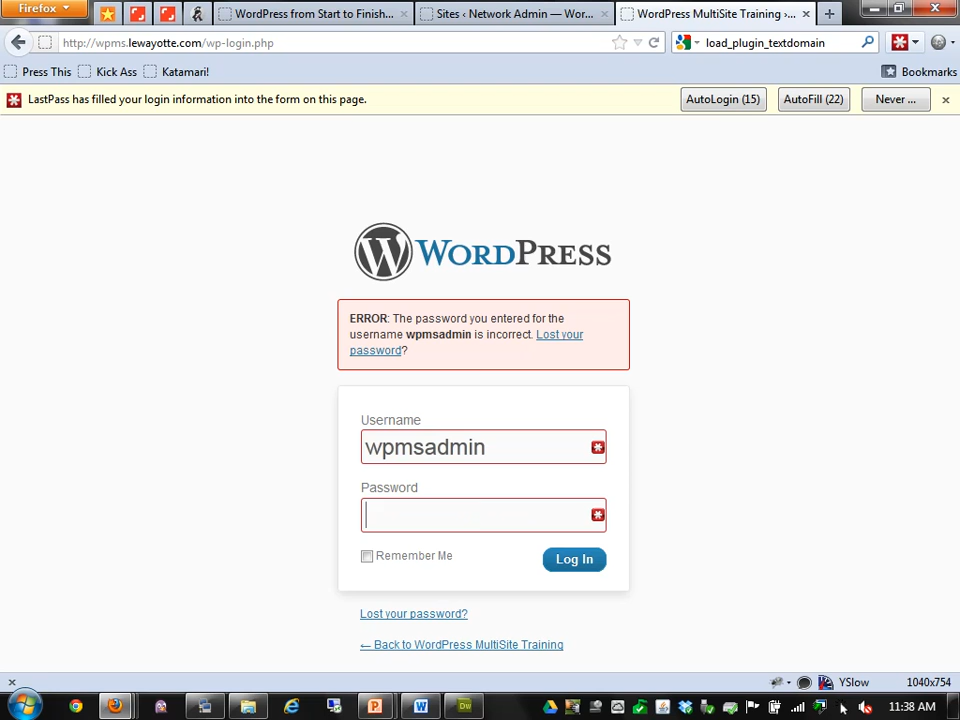 Firefox
WordPress from Start to Finish...
Sites ‹ Network Admin — Wor...
WordPress MultiSite Training ›...
http://wpms.lewayotte.com/wp-login.php
load_plugin_textdomain
Press This
Kick Ass
Katamari!
Bookmarks
LastPass has filled your login information into the form on this page.
AutoLogin (15)
AutoFill (22)
Never ...
WORDPRESS
ERROR: The password you entered for the
username wpmsadmin is incorrect. Lost your
password?
Username
wpmsadmin
Password
Remember Me
Log In
Lost your password?
← Back to WordPress MultiSite Training
YSlow
1040x754
Dw
11:38 AM